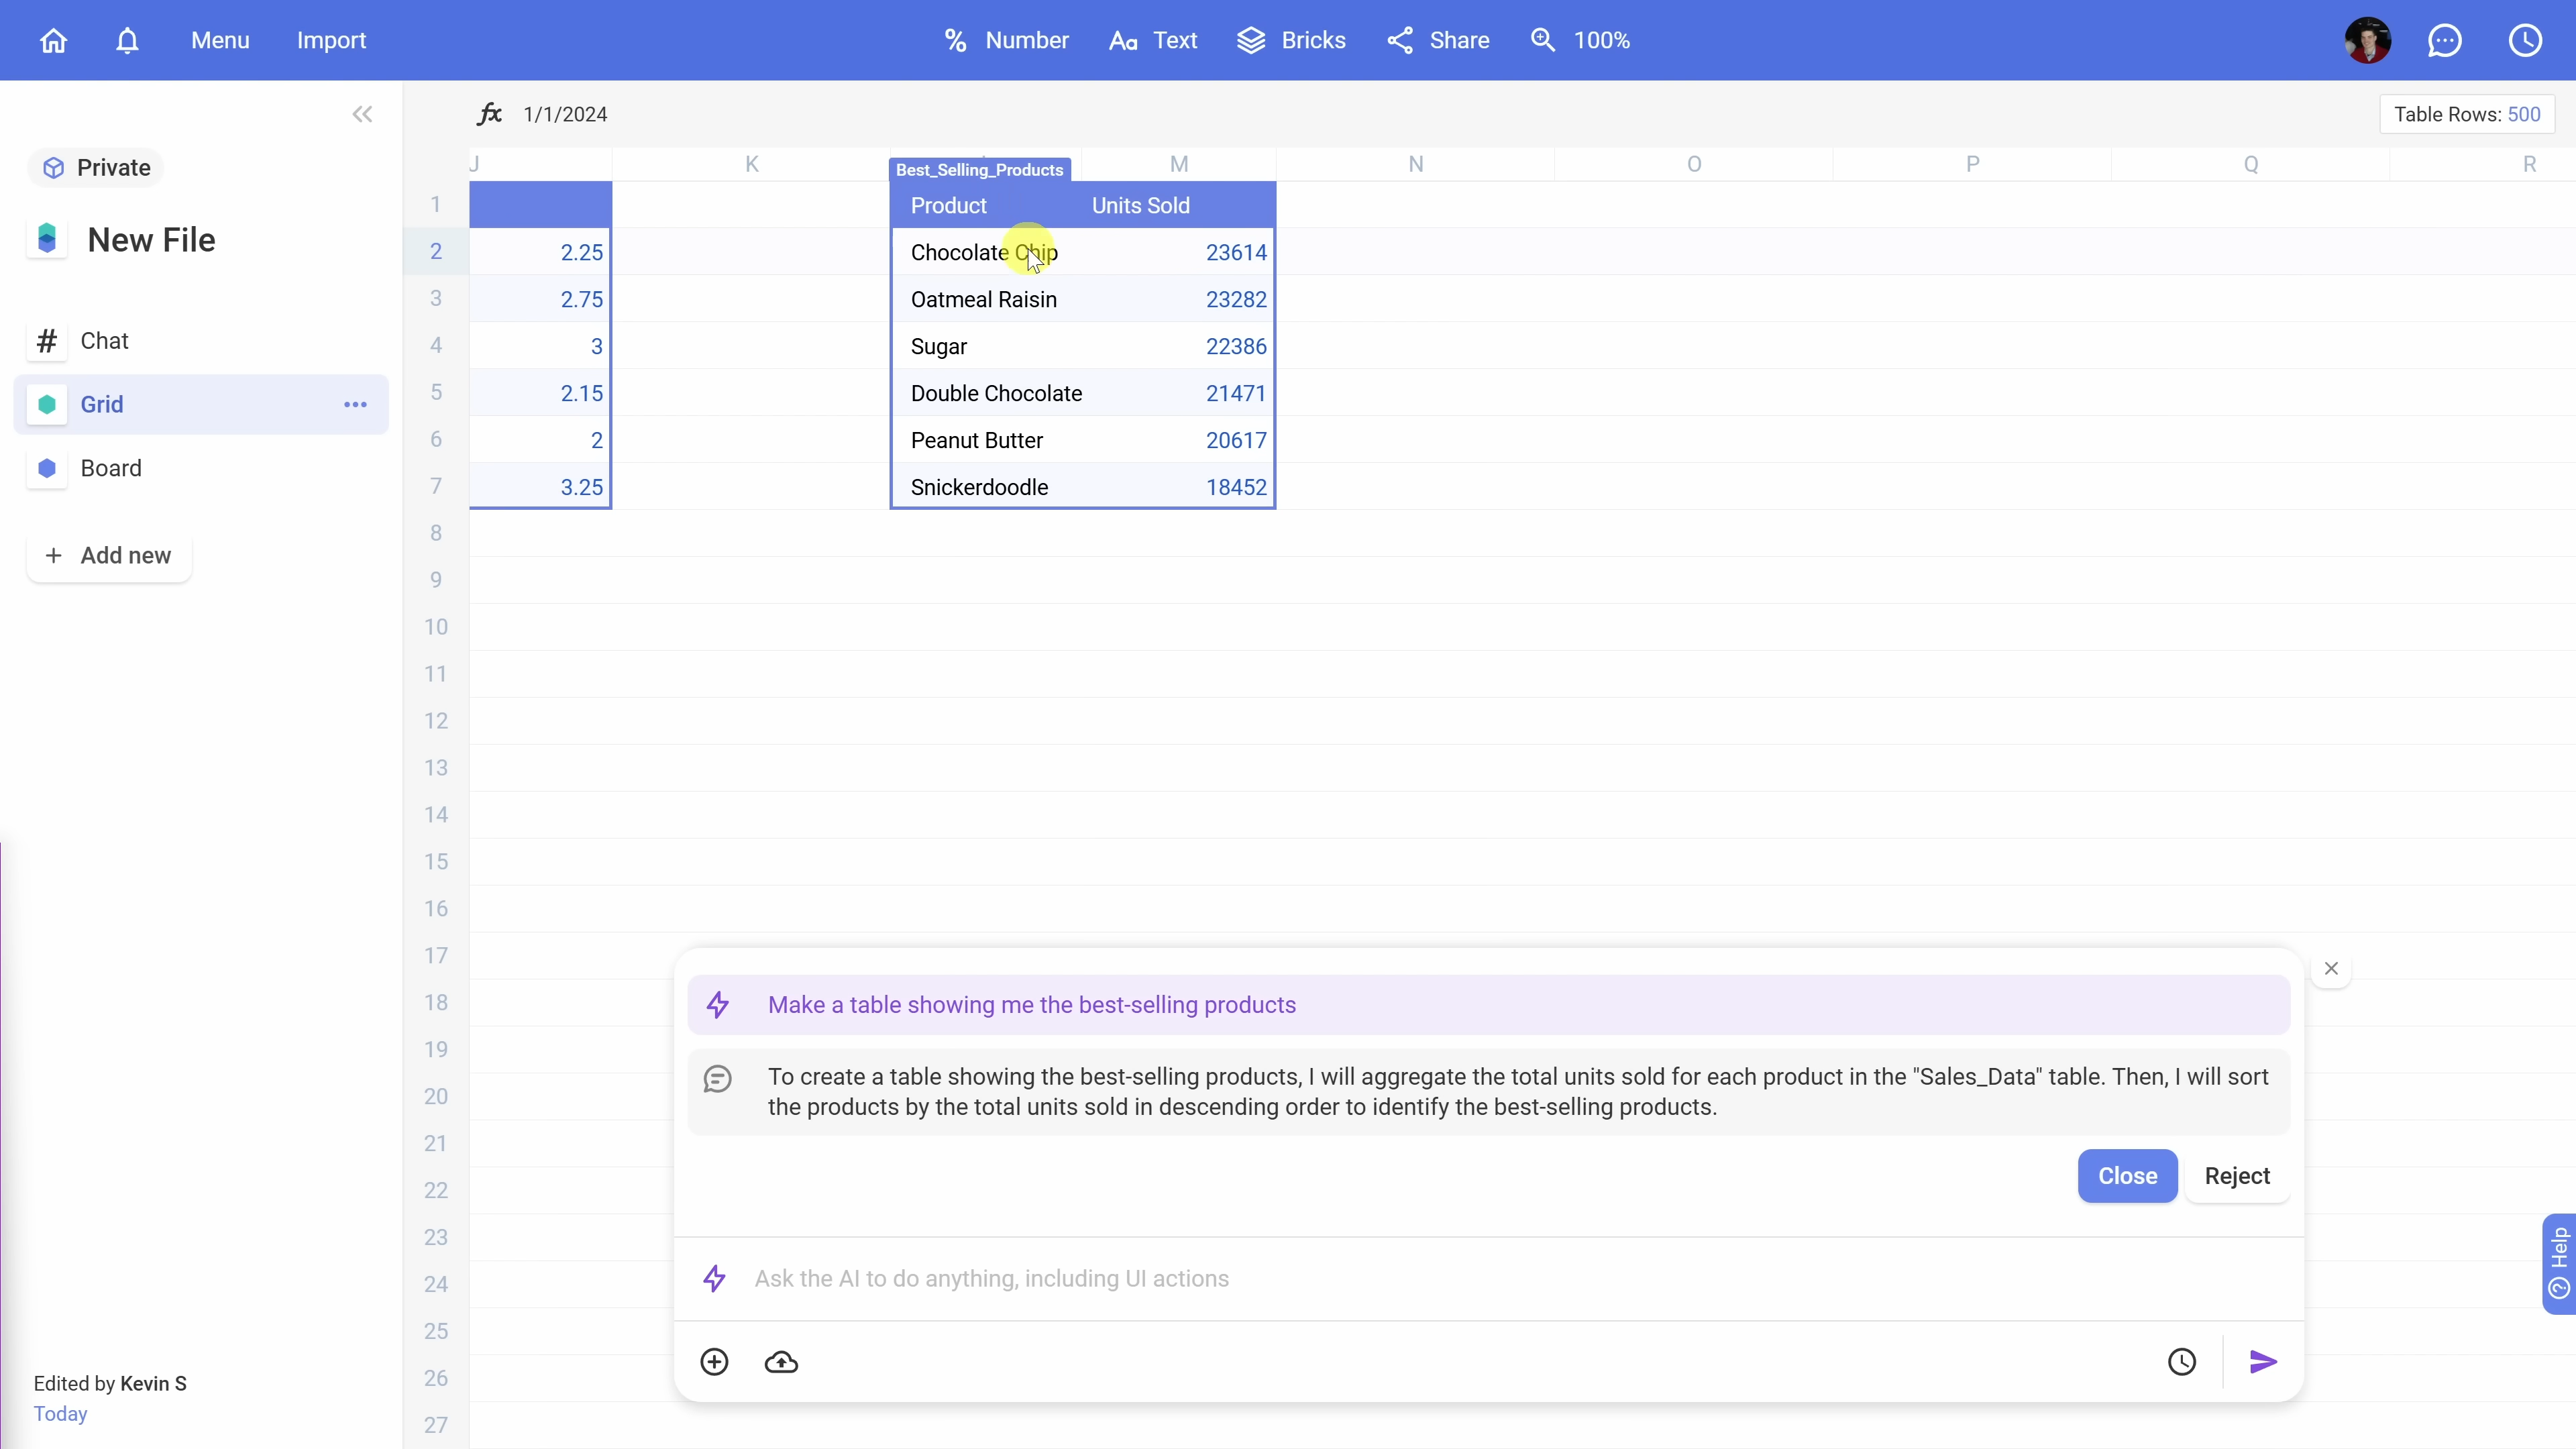 Menu
Import
% Number
Aa Text
Bricks
Share
100%
fx 1/1/2024
Table Rows: 500
Private
New File
# Chat
Grid
Board
+ Add new
Edited by Kevin S
Today
J K M N O P Q R
Best_Selling_Products
1 Product Units Sold
2 2.25 Chocolate Chip 23614
3 2.75 Oatmeal Raisin 23282
4 3 Sugar 22386
5 2.15 Double Chocolate 21471
6 2 Peanut Butter 20617
7 3.25 Snickerdoodle 18452
8
9
10
11
12
13
14
15
16
17
18
19
20
21
22
23
24
25
26
27
Make a table showing me the best-selling products
To create a table showing the best-selling products, I will aggregate the total units sold for each product in the "Sales_Data" table. Then, I will sort
the products by the total units sold in descending order to identify the best-selling products.
Close
Reject
Ask the AI to do anything, including UI actions
Help